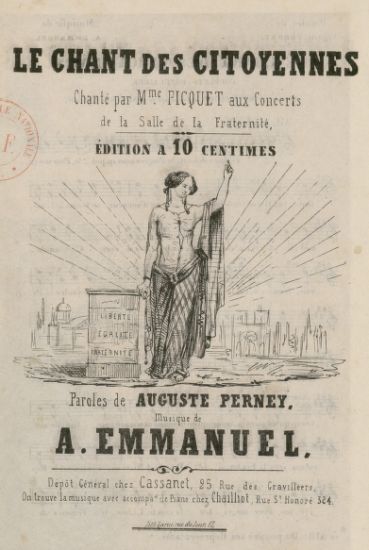 LE CHANT DES CITOYENNES
Chanté par Mme PICQUET aux Concerts
de la Salle de la Fraternité,
ÉDITION A 10 CENTIMES
LIBERTÉ
EGALITÉ
FRATERNITÉ
Paroles de AUGUSTE PERNEY,
Musique de
A. EMMANUEL,
Dépôt Général chez Cassanet, 25 Rue des Gravilliers,
On trouve la musique avec accompt de Piano chez Chailliot, Rue St Honoré 354.